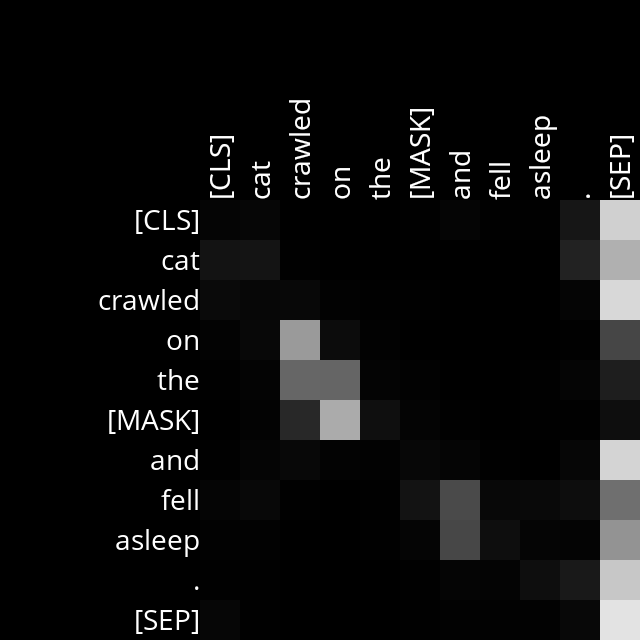 [CLS] cat crawled on the [MASK] and fell asleep . [SEP]
[CLS]
cat
crawled
on
the
[MASK]
and
fell
asleep
.
[SEP]